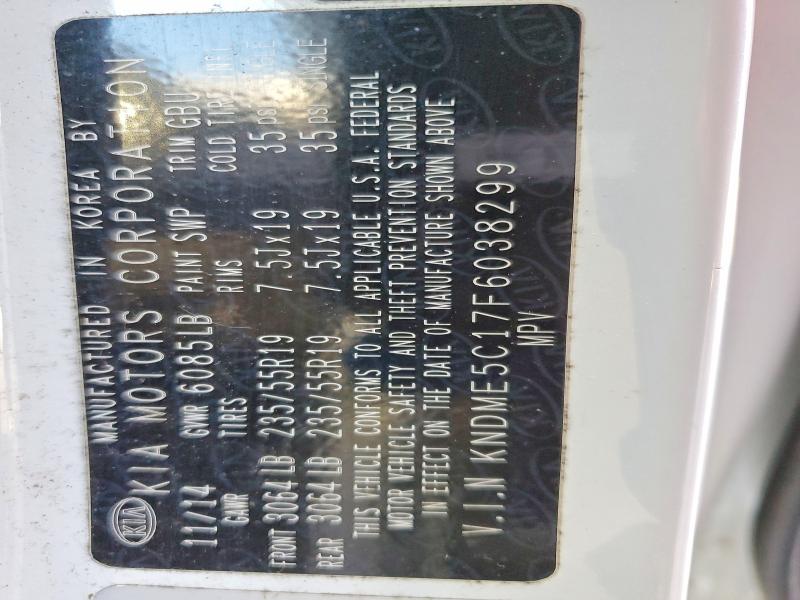 MANUFACTURED IN KOREA BY
KIA KIA MOTORS CORPORATION
11/14 GVWR 6085LB PAINT SWP TRIM GBU
GAWR TIRES RIMS COLD TIRE INFL
FRONT 3064LB 235/55R19 7.5Jx19 35 psi SINGLE
REAR 3064LB 235/55R19 7.5Jx19 35 psi SINGLE
THIS VEHICLE CONFORMS TO ALL APPLICABLE U.S.A. FEDERAL
MOTOR VEHICLE SAFETY AND THEFT PREVENTION STANDARDS
IN EFFECT ON THE DATE OF MANUFACTURE SHOWN ABOVE
V.I.N KNDME5C17F6038299
MPV